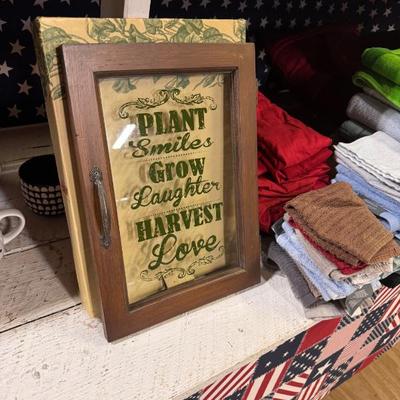 PLANT
Smiles
GROW
Laughter
HARVEST
Love